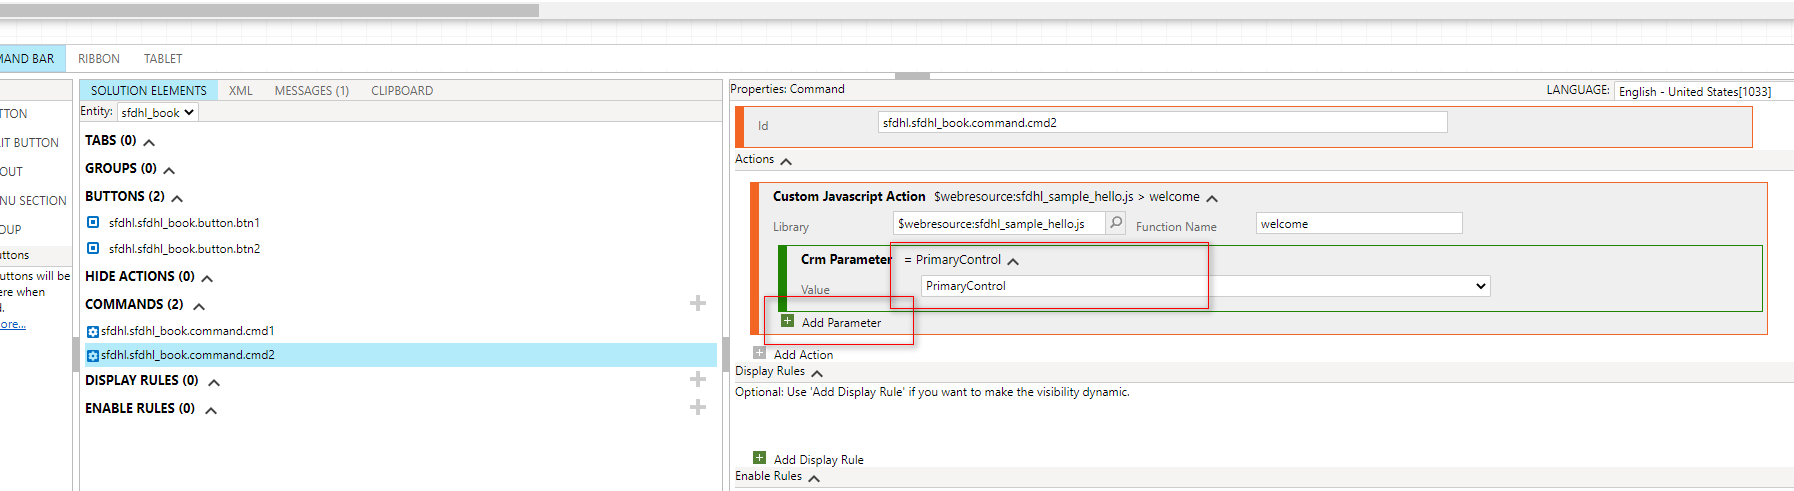 MAND BAR
RIBBON
TABLET
TTON
IT BUTTON
OUT
NU SECTION
OUP
uttons
uttons will be
ere when
d.
ore...
SOLUTION ELEMENTS
XML
MESSAGES (1)
CLIPBOARD
Entity: sfdhl_book
TABS (0)
GROUPS (0)
BUTTONS (2)
sfdhl.sfdhl_book.button.btn1
sfdhl.sfdhl_book.button.btn2
HIDE ACTIONS (0)
COMMANDS (2)
sfdhl.sfdhl_book.command.cmd1
sfdhl.sfdhl_book.command.cmd2
DISPLAY RULES (0)
ENABLE RULES (0)
Properties: Command
LANGUAGE: English - United States[1033]
Id sfdhl.sfdhl_book.command.cmd2
Actions
Custom Javascript Action $webresource:sfdhl_sample_hello.js > welcome
Library $webresource:sfdhl_sample_hello.js Function Name welcome
Crm Parameter = PrimaryControl
Value PrimaryControl
Add Parameter
Add Action
Display Rules
Optional: Use 'Add Display Rule' if you want to make the visibility dynamic.
Add Display Rule
Enable Rules